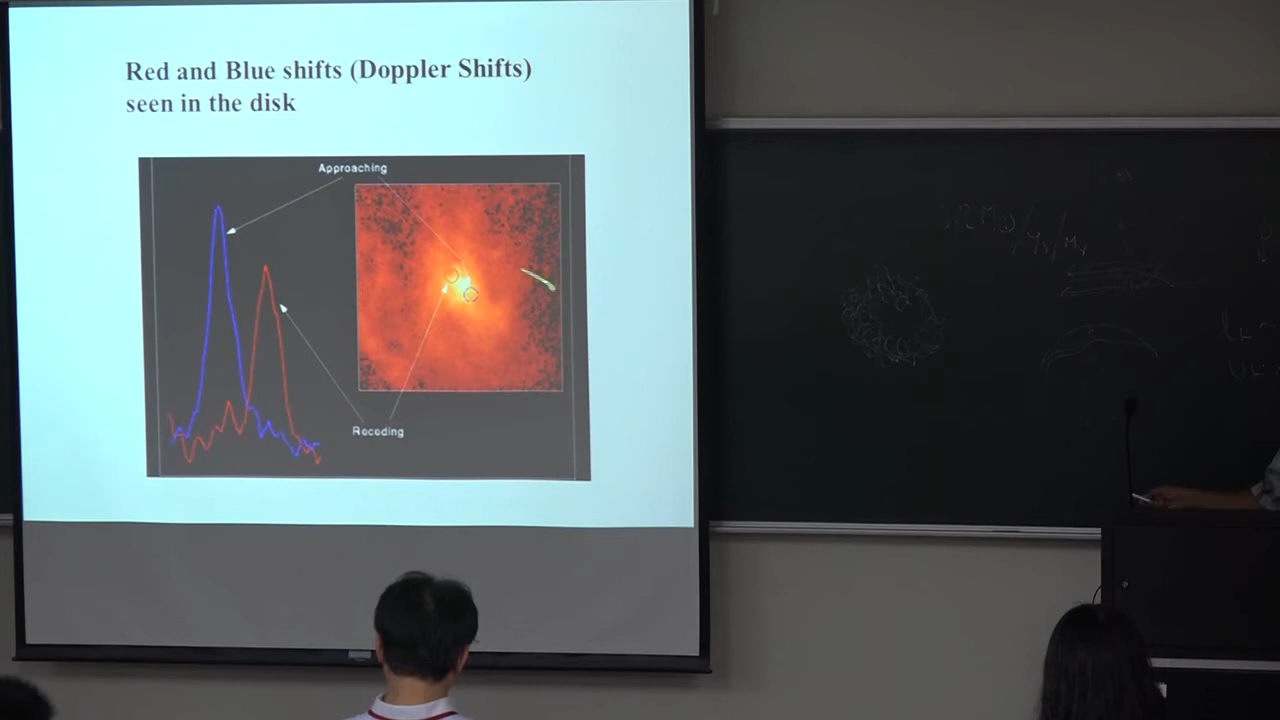 Red and Blue shifts (Doppler Shifts)
seen in the disk
Approaching
Receding